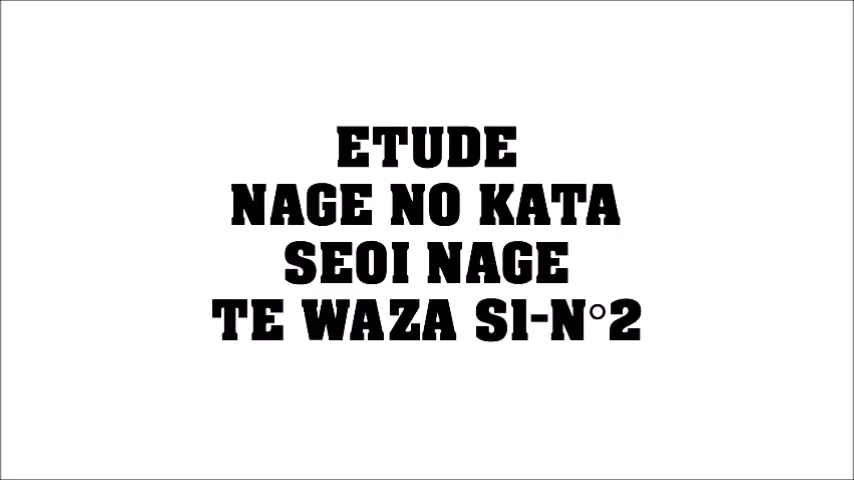 ETUDE
NAGE NO KATA
SEOI NAGE
TE WAZA S1-N°2